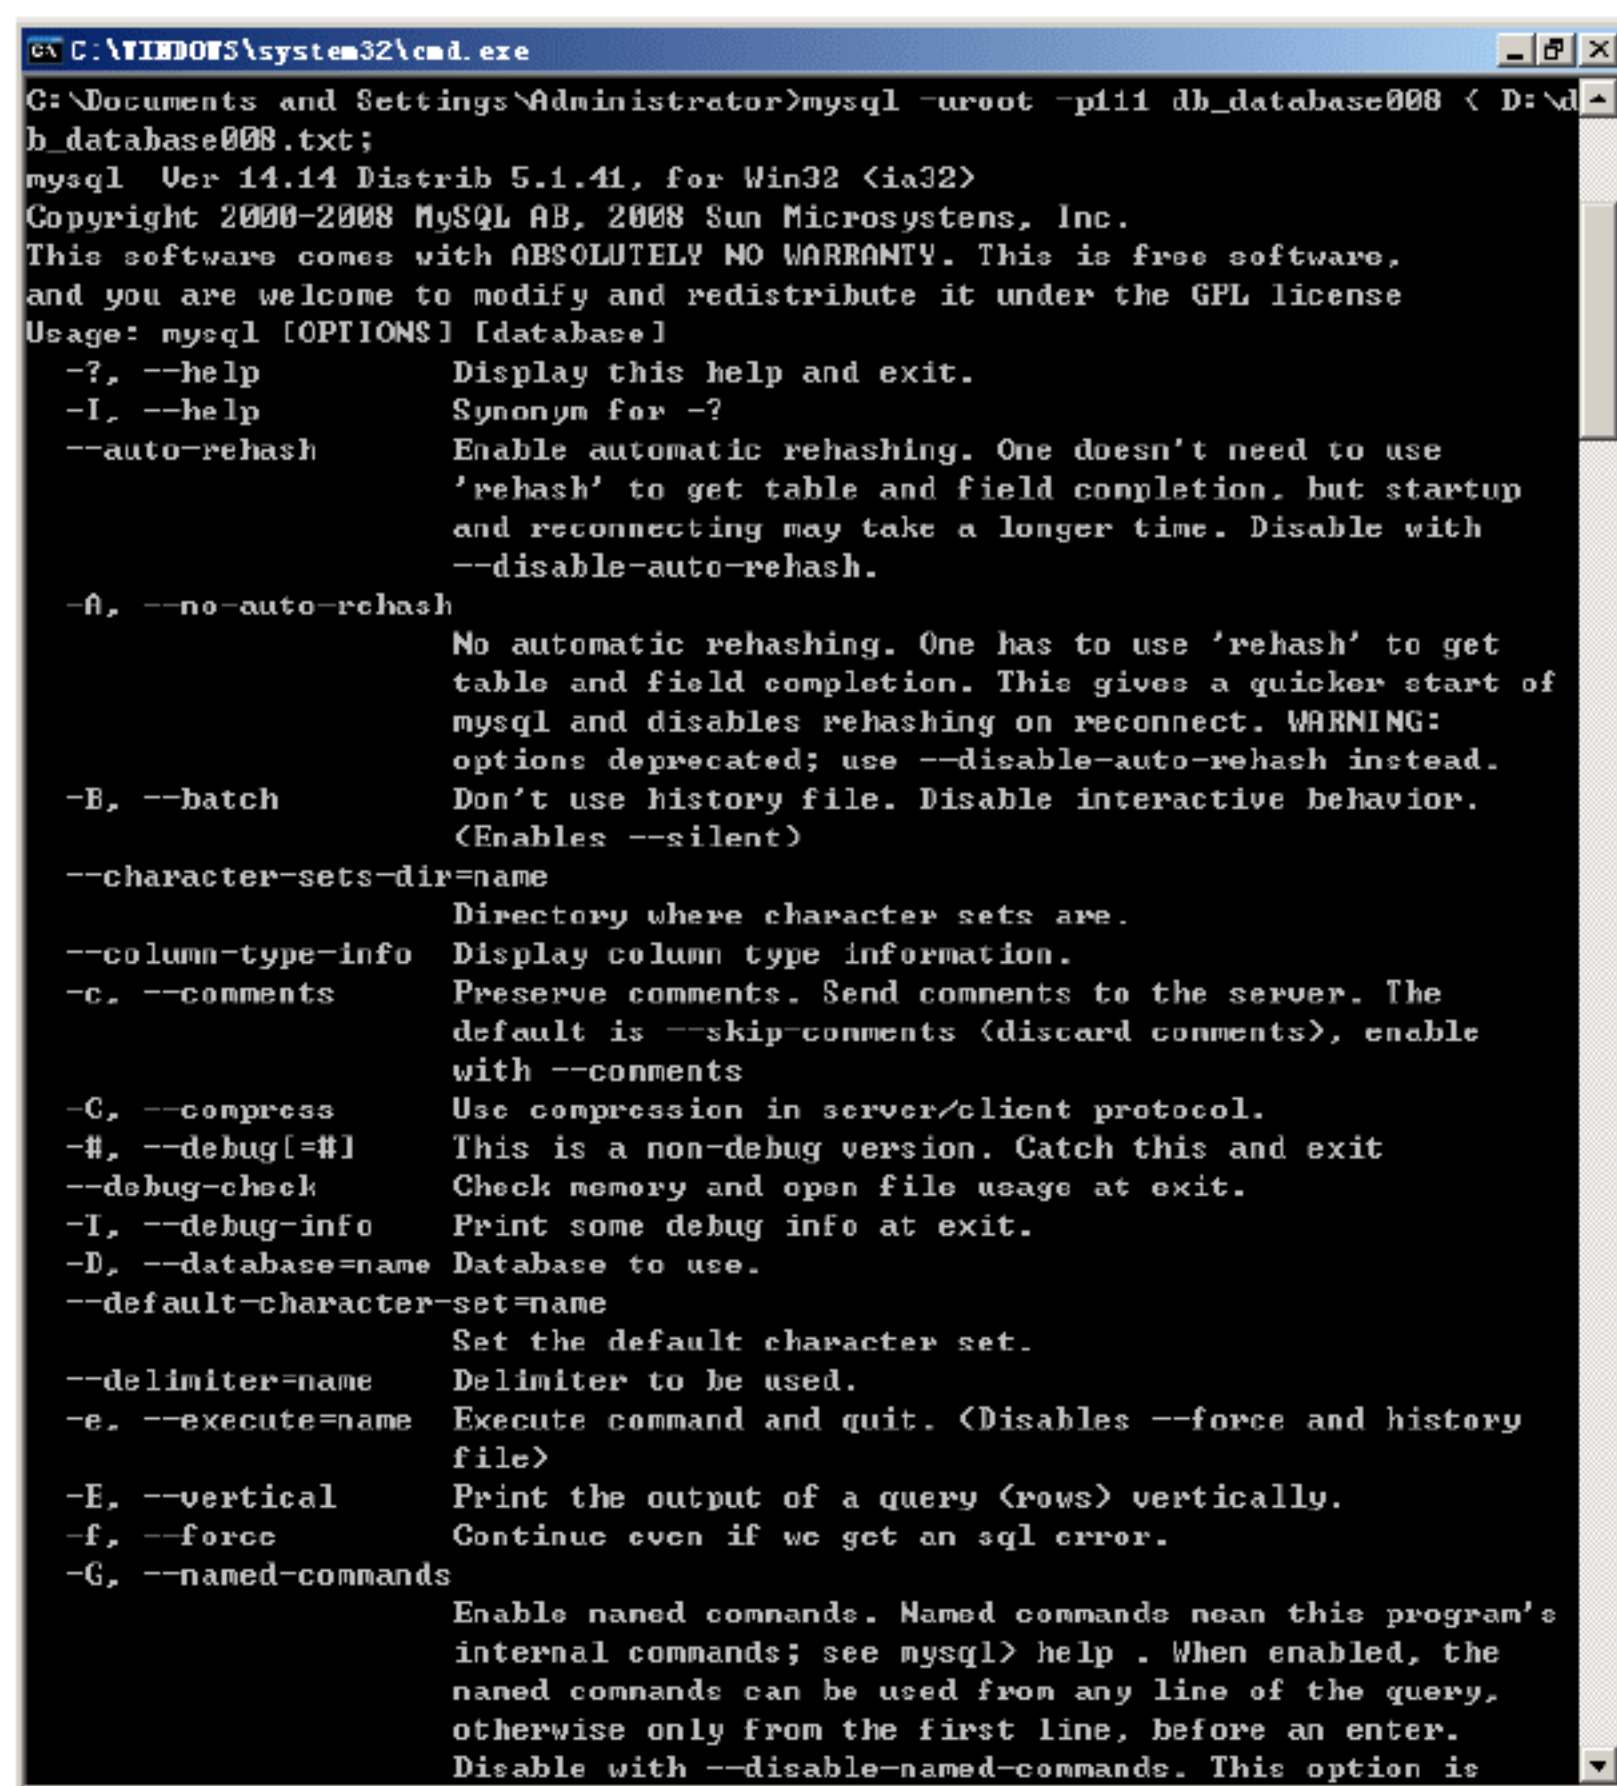 C:\WINDOWS\system32\cmd.exe
C:\Documents and Settings\Administrator>mysql -uroot -p111 db_database008 < D:\d
b_database008.txt;
mysql  Ver 14.14 Distrib 5.1.41, for Win32 (ia32)
Copyright 2000-2008 MySQL AB, 2008 Sun Microsystems, Inc.
This software comes with ABSOLUTELY NO WARRANTY. This is free software,
and you are welcome to modify and redistribute it under the GPL license
Usage: mysql [OPTIONS] [database]
  -?, --help          Display this help and exit.
  -I, --help          Synonym for -?
  --auto-rehash       Enable automatic rehashing. One doesn't need to use
                      'rehash' to get table and field completion, but startup
                      and reconnecting may take a longer time. Disable with
                      --disable-auto-rehash.
  -A, --no-auto-rehash
                      No automatic rehashing. One has to use 'rehash' to get
                      table and field completion. This gives a quicker start of
                      mysql and disables rehashing on reconnect. WARNING:
                      options deprecated; use --disable-auto-rehash instead.
  -B, --batch         Don't use history file. Disable interactive behavior.
                      (Enables --silent)
  --character-sets-dir=name
                      Directory where character sets are.
  --column-type-info  Display column type information.
  -c, --comments      Preserve comments. Send comments to the server. The
                      default is --skip-comments (discard comments), enable
                      with --comments
  -C, --compress      Use compression in server/client protocol.
  -#, --debug[=#]     This is a non-debug version. Catch this and exit
  --debug-check       Check memory and open file usage at exit.
  -T, --debug-info    Print some debug info at exit.
  -D, --database=name Database to use.
  --default-character-set=name
                      Set the default character set.
  --delimiter=name    Delimiter to be used.
  -e, --execute=name  Execute command and quit. (Disables --force and history
                      file)
  -E, --vertical      Print the output of a query (rows) vertically.
  -f, --force         Continue even if we get an sql error.
  -G, --named-commands
                      Enable named commands. Named commands mean this program's
                      internal commands; see mysql> help . When enabled, the
                      named commands can be used from any line of the query,
                      otherwise only from the first line, before an enter.
                      Disable with --disable-named-commands. This option is